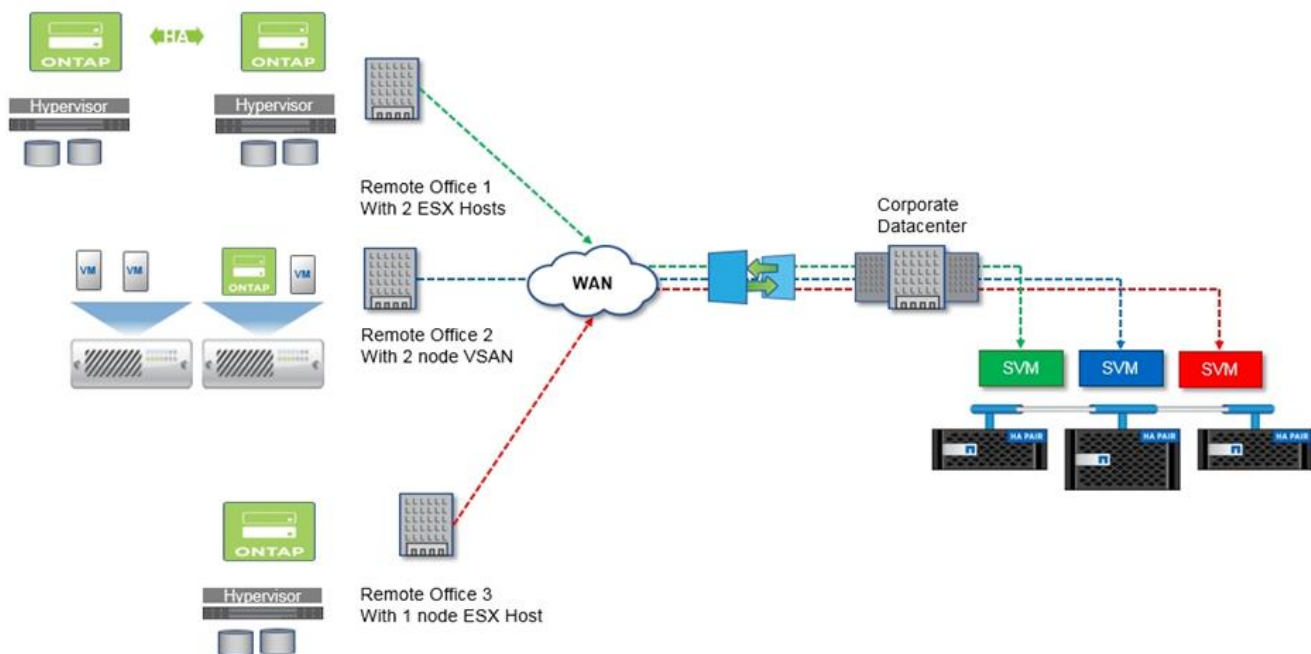 ONTAP
HA
ONTAP
Hypervisor
Hypervisor
Remote Office 1
With 2 ESX Hosts
VM
VM
ONTAP
VM
Remote Office 2
With 2 node VSAN
WAN
Corporate
Datacenter
SVM
SVM
SVM
HA PAIR
HA PAIR
HA PAIR
ONTAP
Hypervisor
Remote Office 3
With 1 node ESX Host